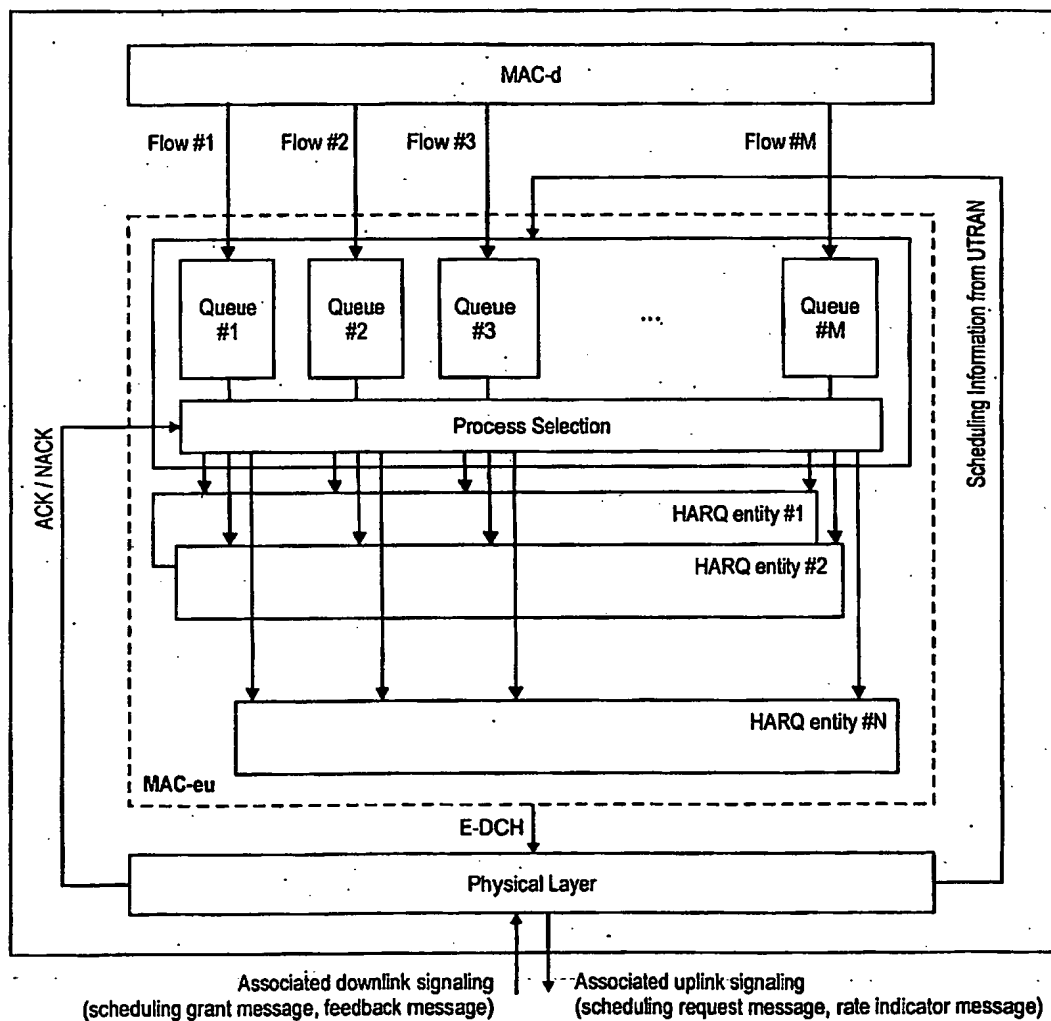 MAC-d
Flow #1
Flow #2
Flow #3
Flow #M
Queue
#1
Queue
#2
Queue
#3
...
Queue
#M
Scheduling Information from UTRAN
Process Selection
ACK / NACK
HARQ entity #1
HARQ entity #2
HARQ entity #N
MAC-eu
E-DCH
Physical Layer
Associated downlink signaling
(scheduling grant message, feedback message)
Associated uplink signaling
(scheduling request message, rate indicator message)